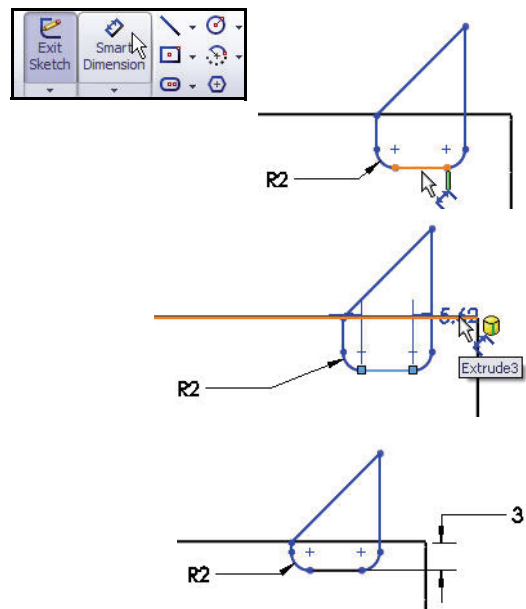 Exit
Sketch
Smart
Dimension
R2
5.62
Extrude3
R2
3
R2